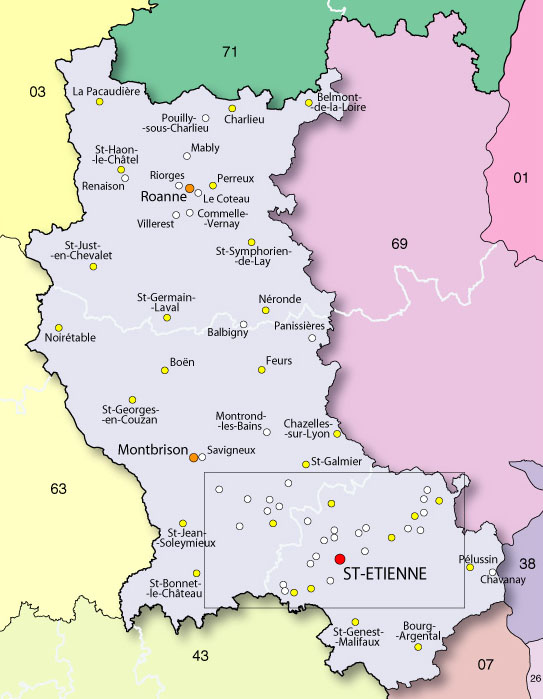 71
03
La Pacaudière
Belmont-
-de-la-Loire
Pouilly-
-sous-Charlieu
Charlieu
Mably
St-Haon-
-le-Châtel
Renaison
Riorges
Perreux
01
Roanne
Le Coteau
Villerest
Commelle-
-Vernay
St-Just-
-en-Chevalet
St-Symphorien-
-de-Lay
69
St-Germain-
-Laval
Néronde
Noirétable
Balbigny
Panissières
Boën
Feurs
St-Georges-
-en-Couzan
Montrond-
-les-Bains
Chazelles-
-sur-Lyon
Montbrison
Savigneux
St-Galmier
63
St-Jean-
-Soleymieux
38
Pélussin
ST-ETIENNE
Chavanay
St-Bonnet-
-le-Château
St-Genest-
-Malifaux
Bourg-
-Argental
43
07
26